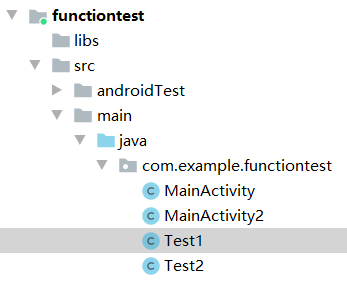 functiontest
libs
src
androidTest
main
java
com.example.functiontest
MainActivity
MainActivity2
Test1
Test2